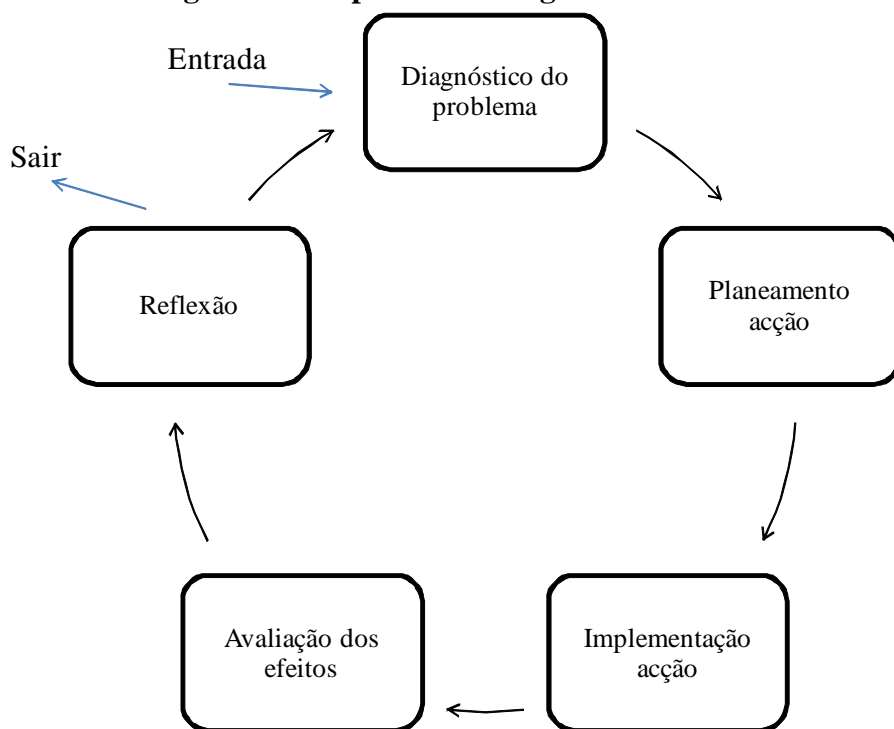 Entrada
Diagnóstico do
problema
Sair
Reflexão
Planeamento
acção
Avaliação dos
efeitos
Implementação
acção